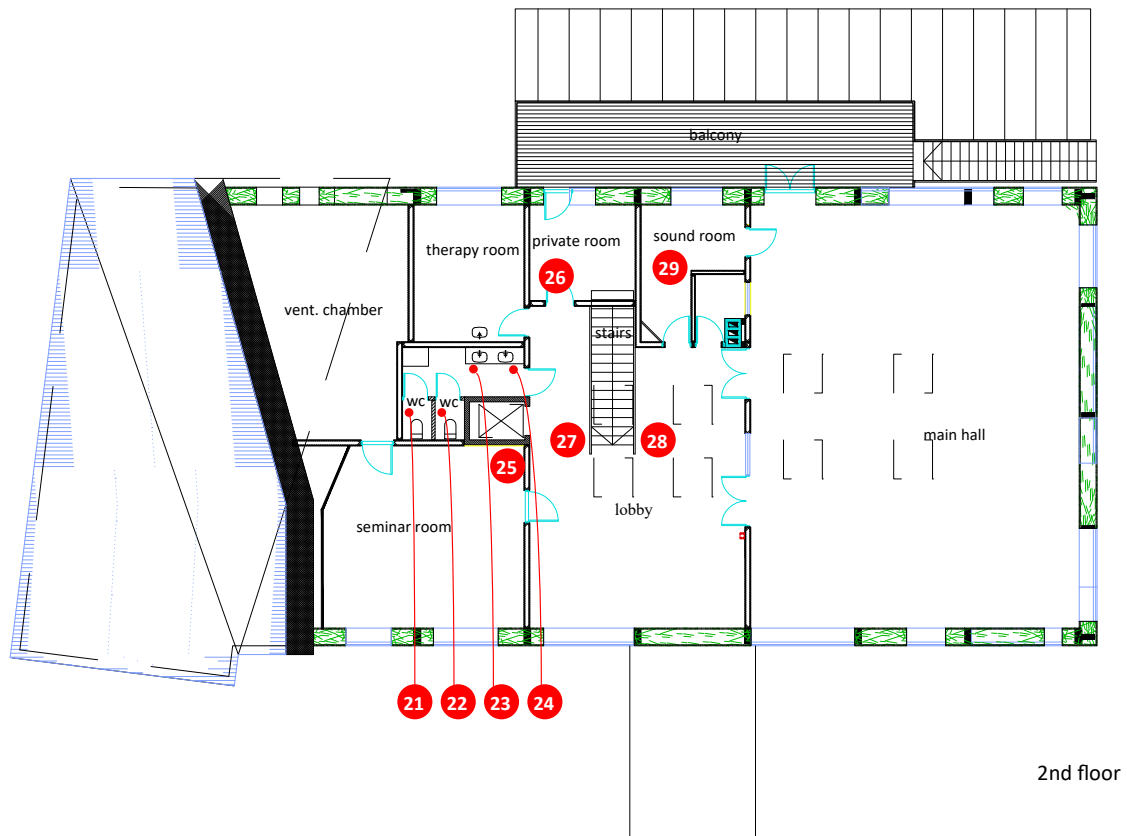 balcony
therapy room
private room
sound room
26
29
vent. chamber
stairs
wc
wc
27
28
main hall
25
lobby
seminar room
21
22
23
24
2nd floor